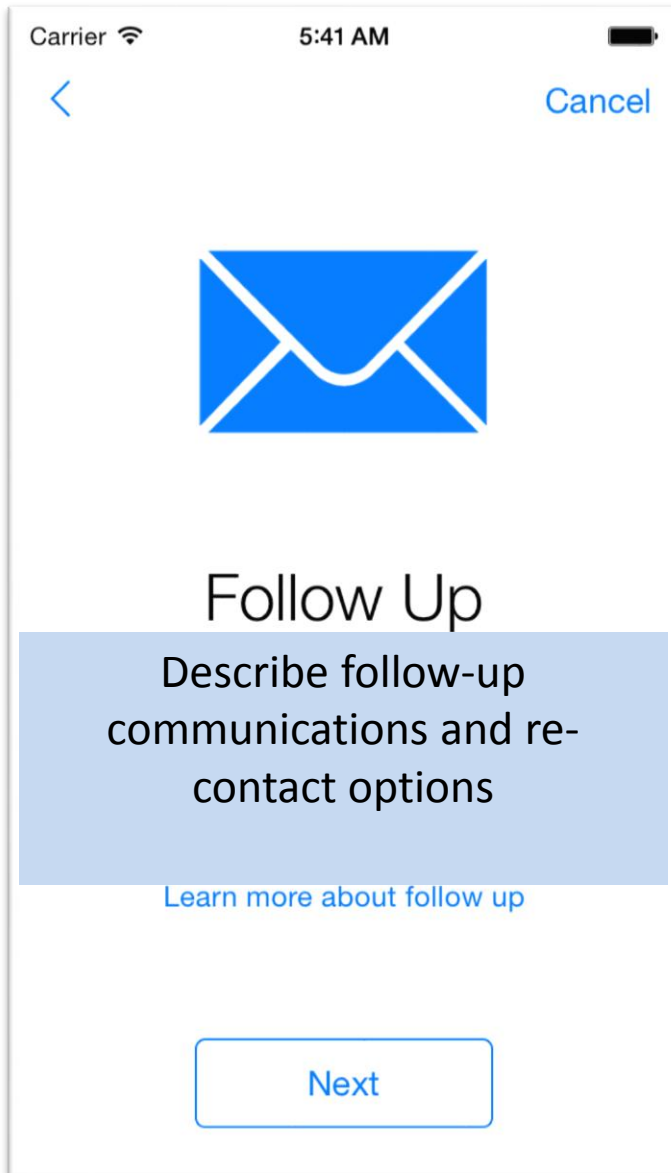 Carrier 5:41 AM
Cancel
Follow Up
Describe follow-up
communications and re-
contact options
Learn more about follow up
Next